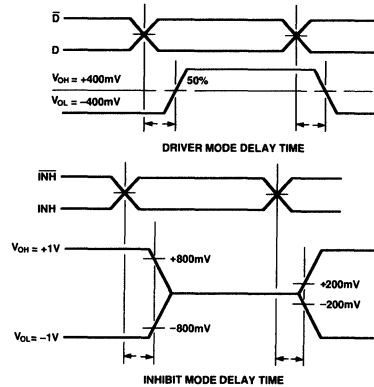 D̅
D
V_OH = +400mV
50%
V_OL = –400mV
DRIVER MODE DELAY TIME
I̅N̅H̅
INH
V_OH = +1V
+800mV
+200mV
–200mV
–800mV
V_OL = –1V
INHIBIT MODE DELAY TIME